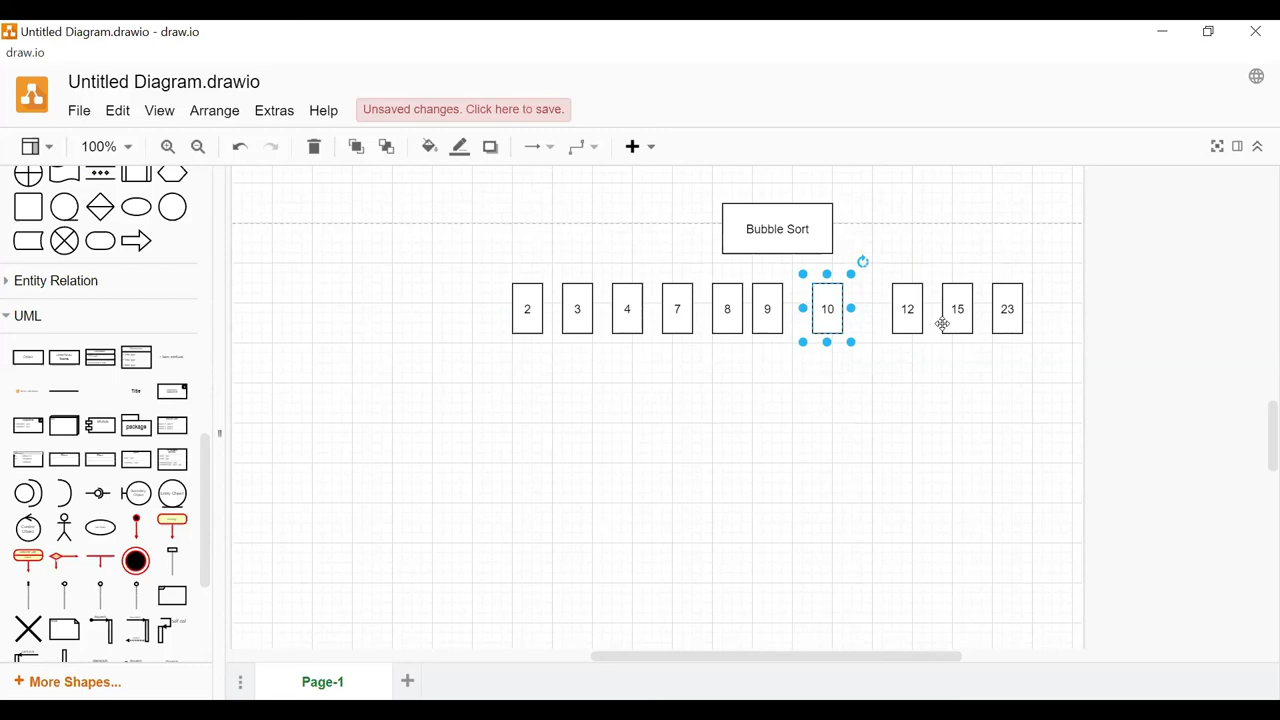 Untitled Diagram.drawio - draw.io
draw.io
Untitled Diagram.drawio
File Edit View Arrange Extras Help Unsaved changes. Click here to save.
100%
Bubble Sort
2 3 4 7 8 9 10 12 15 23
Entity Relation
UML
Title
package
+ More Shapes...
Page-1